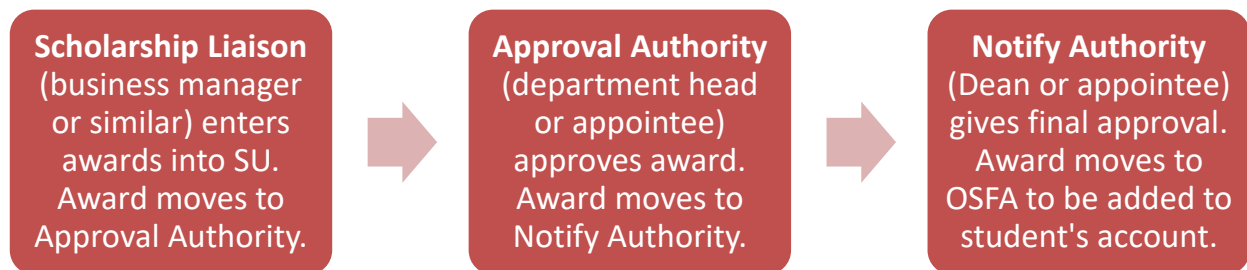 Scholarship Liaison
(business manager
or similar) enters
awards into SU.
Award moves to
Approval Authority.
Approval Authority
(department head
or appointee)
approves award.
Award moves to
Notify Authority.
Notify Authority
(Dean or appointee)
gives final approval.
Award moves to
OSFA to be added to
student's account.